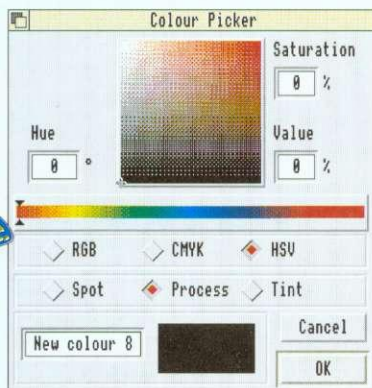 Colour Picker
Saturation
0 %
Hue
Value
0 °
0 %
RGB CMYK HSV
Spot Process Tint
New colour 8
Cancel
OK